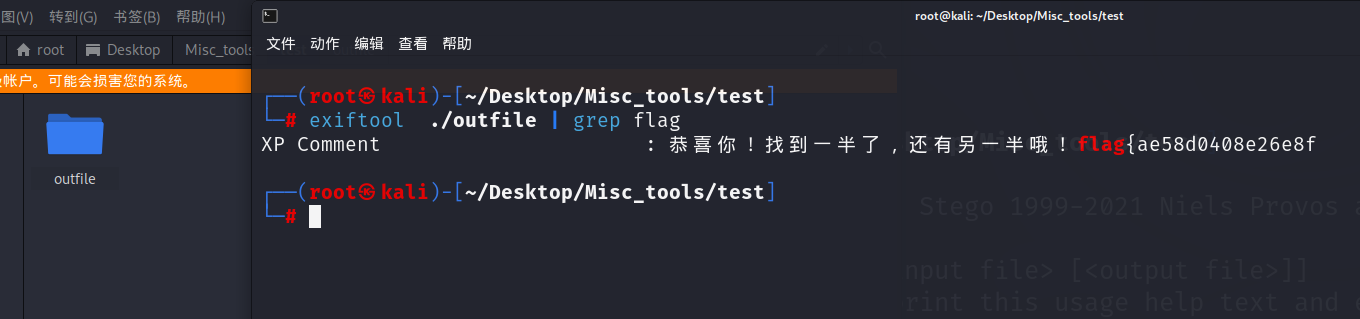 图(V) 转到(G) 书签(B) 帮助(H)
root Desktop Misc_tools
帐户。可能会损害您的系统。
outfile
root@kali: ~/Desktop/Misc_tools/test
文件 动作 编辑 查看 帮助
┌──(root㉿kali)-[~/Desktop/Misc_tools/test]
└─# exiftool ./outfile | grep flag
XP Comment : 恭喜你！找到一半了，还有另一半哦！flag{ae58d0408e26e8f
┌──(root㉿kali)-[~/Desktop/Misc_tools/test]
└─#
Stego 1999-2021 Niels Provos
nput file> [<output file>]]
rint this usage help text and